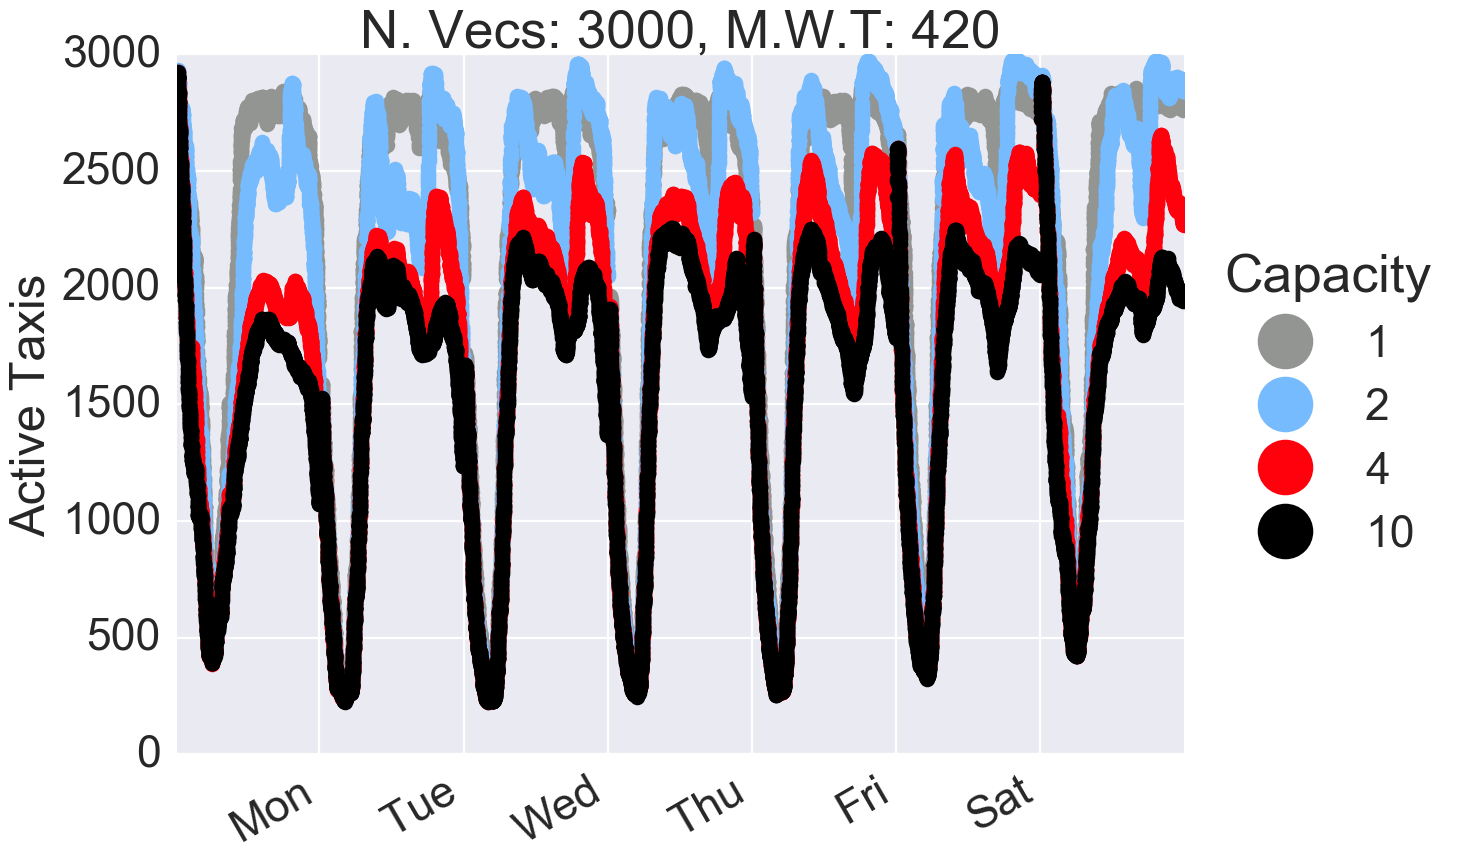 N. Vecs: 3000, M.W.T: 420
3000
2500
2000
1500
1000
500
0
Active Taxis
Mon
Tue
Wed
Thu
Fri
Sat
Capacity
1
2
4
10